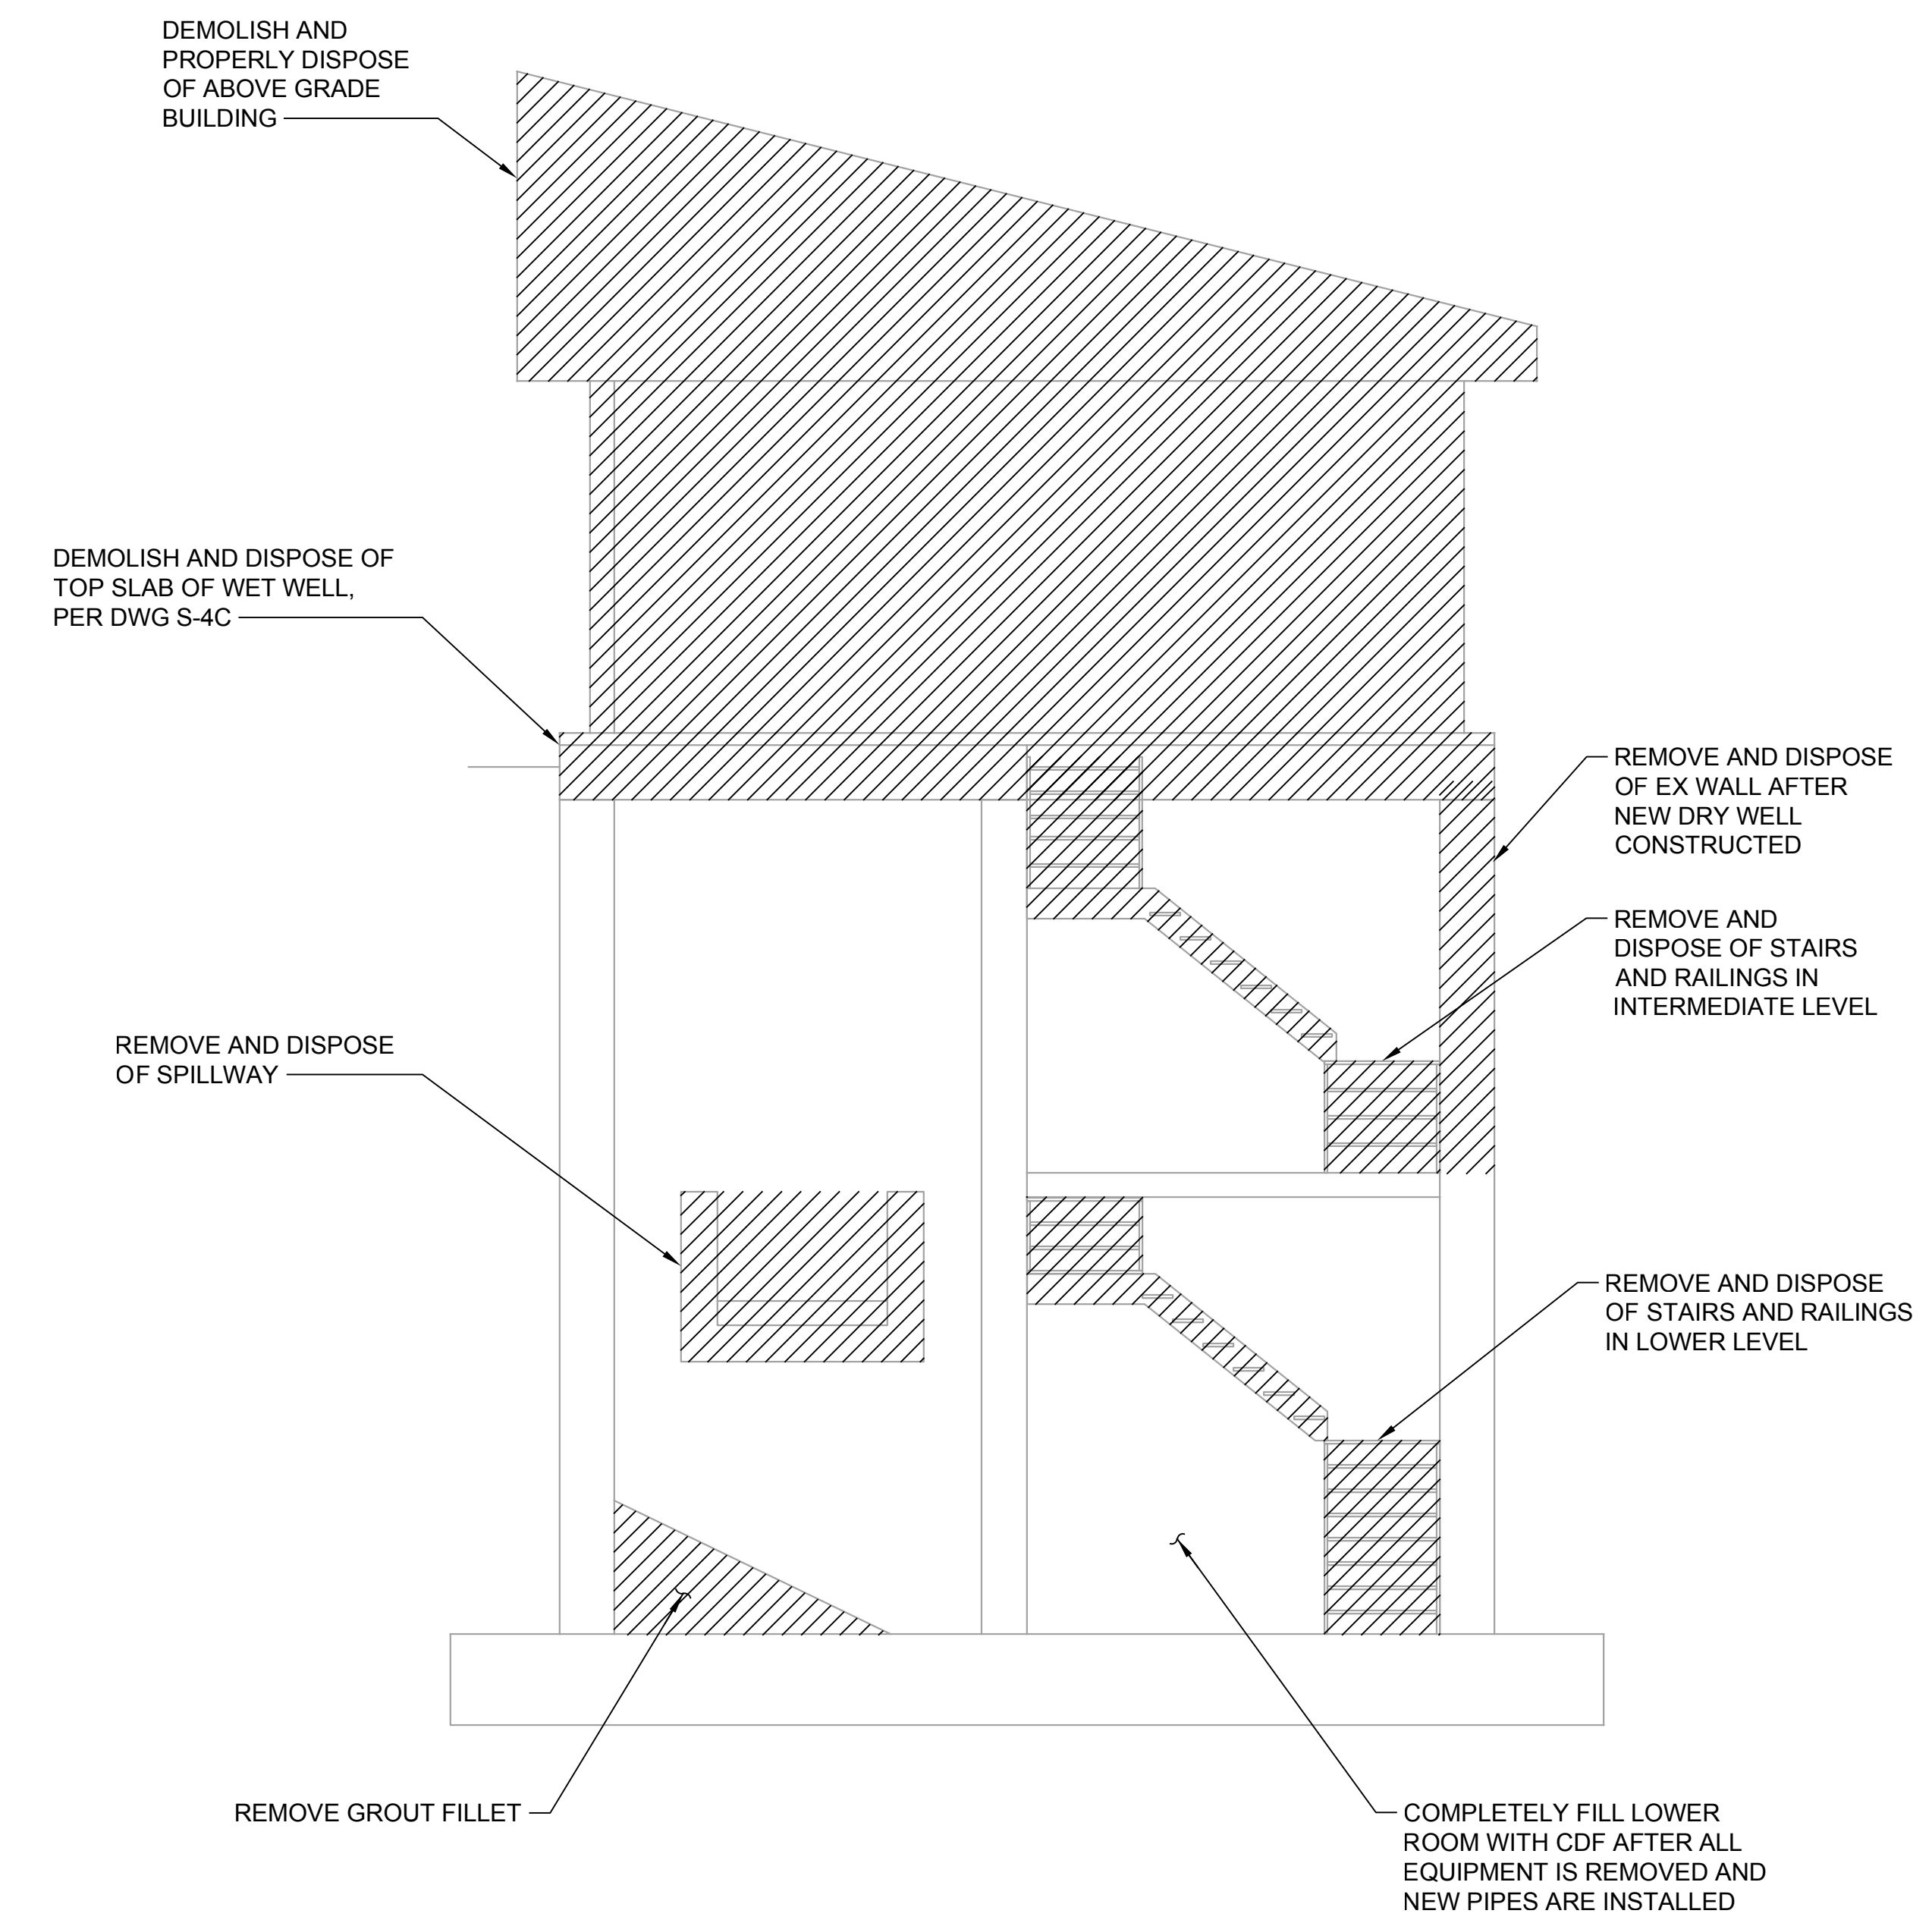 DEMOLISH AND
PROPERLY DISPOSE
OF ABOVE GRADE
BUILDING
DEMOLISH AND DISPOSE OF
TOP SLAB OF WET WELL,
PER DWG S-4C
REMOVE AND DISPOSE
OF EX WALL AFTER
NEW DRY WELL
CONSTRUCTED
REMOVE AND
DISPOSE OF STAIRS
AND RAILINGS IN
INTERMEDIATE LEVEL
REMOVE AND DISPOSE
OF SPILLWAY
REMOVE AND DISPOSE
OF STAIRS AND RAILINGS
IN LOWER LEVEL
REMOVE GROUT FILLET
COMPLETELY FILL LOWER
ROOM WITH CDF AFTER ALL
EQUIPMENT IS REMOVED AND
NEW PIPES ARE INSTALLED